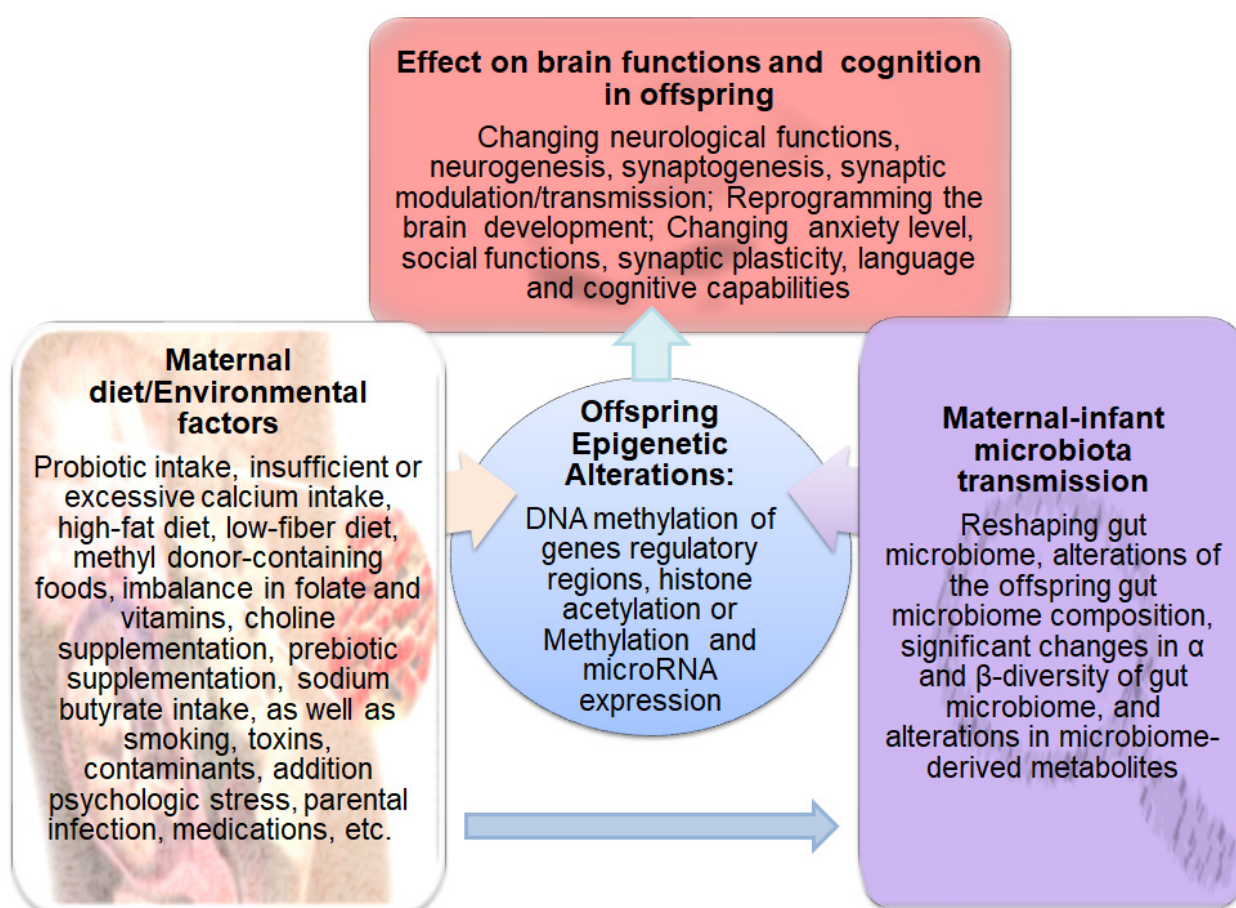 Effect on brain functions and cognition
in offspring
Changing neurological functions,
neurogenesis, synaptogenesis, synaptic
modulation/transmission; Reprogramming the
brain development; Changing anxiety level,
social functions, synaptic plasticity, language
and cognitive capabilities
Maternal
diet/Environmental
factors
Probiotic intake, insufficient or
excessive calcium intake,
high-fat diet, low-fiber diet,
methyl donor-containing
foods, imbalance in folate and
vitamins, choline
supplementation, prebiotic
supplementation, sodium
butyrate intake, as well as
smoking, toxins,
contaminants, addition
psychologic stress, parental
infection, medications, etc.
Offspring
Epigenetic
Alterations:
DNA methylation of
genes regulatory
regions, histone
acetylation or
Methylation and
microRNA
expression
Maternal-infant
microbiota
transmission
Reshaping gut
microbiome, alterations of
the offspring gut
microbiome composition,
significant changes in α
and β-diversity of gut
microbiome, and
alterations in microbiome-
derived metabolites